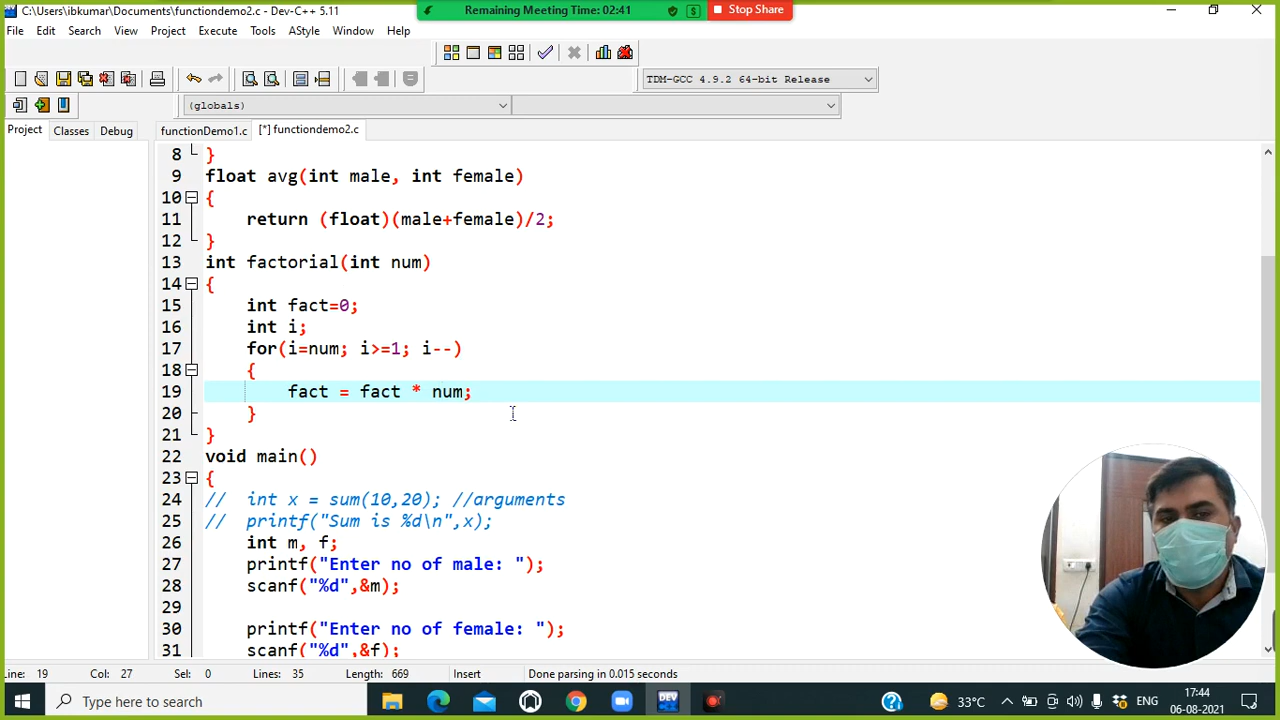 C:\Users\ibkumar\Documents\functiondemo2.c - Dev-C++ 5.11
Remaining Meeting Time: 02:41
Stop Share
File Edit Search View Project Execute Tools AStyle Window Help
TDM-GCC 4.9.2 64-bit Release
(globals)
Project Classes Debug functionDemo1.c [*] functiondemo2.c
8 }
9 float avg(int male, int female)
10 {
11 return (float)(male+female)/2;
12 }
13 int factorial(int num)
14 {
15 int fact=0;
16 int i;
17 for(i=num; i>=1; i--)
18 {
19 fact = fact * num;
20 }
21 }
22 void main()
23 {
24 // int x = sum(10,20); //arguments
25 // printf("Sum is %d\n",x);
26 int m, f;
27 printf("Enter no of male: ");
28 scanf("%d",&m);
29
30 printf("Enter no of female: ");
31 scanf("%d",&f);
Line: 19 Col: 27 Sel: 0 Lines: 35 Length: 669 Insert Done parsing in 0.015 seconds
Type here to search DEV 33°C ENG 17:44
06-08-2021